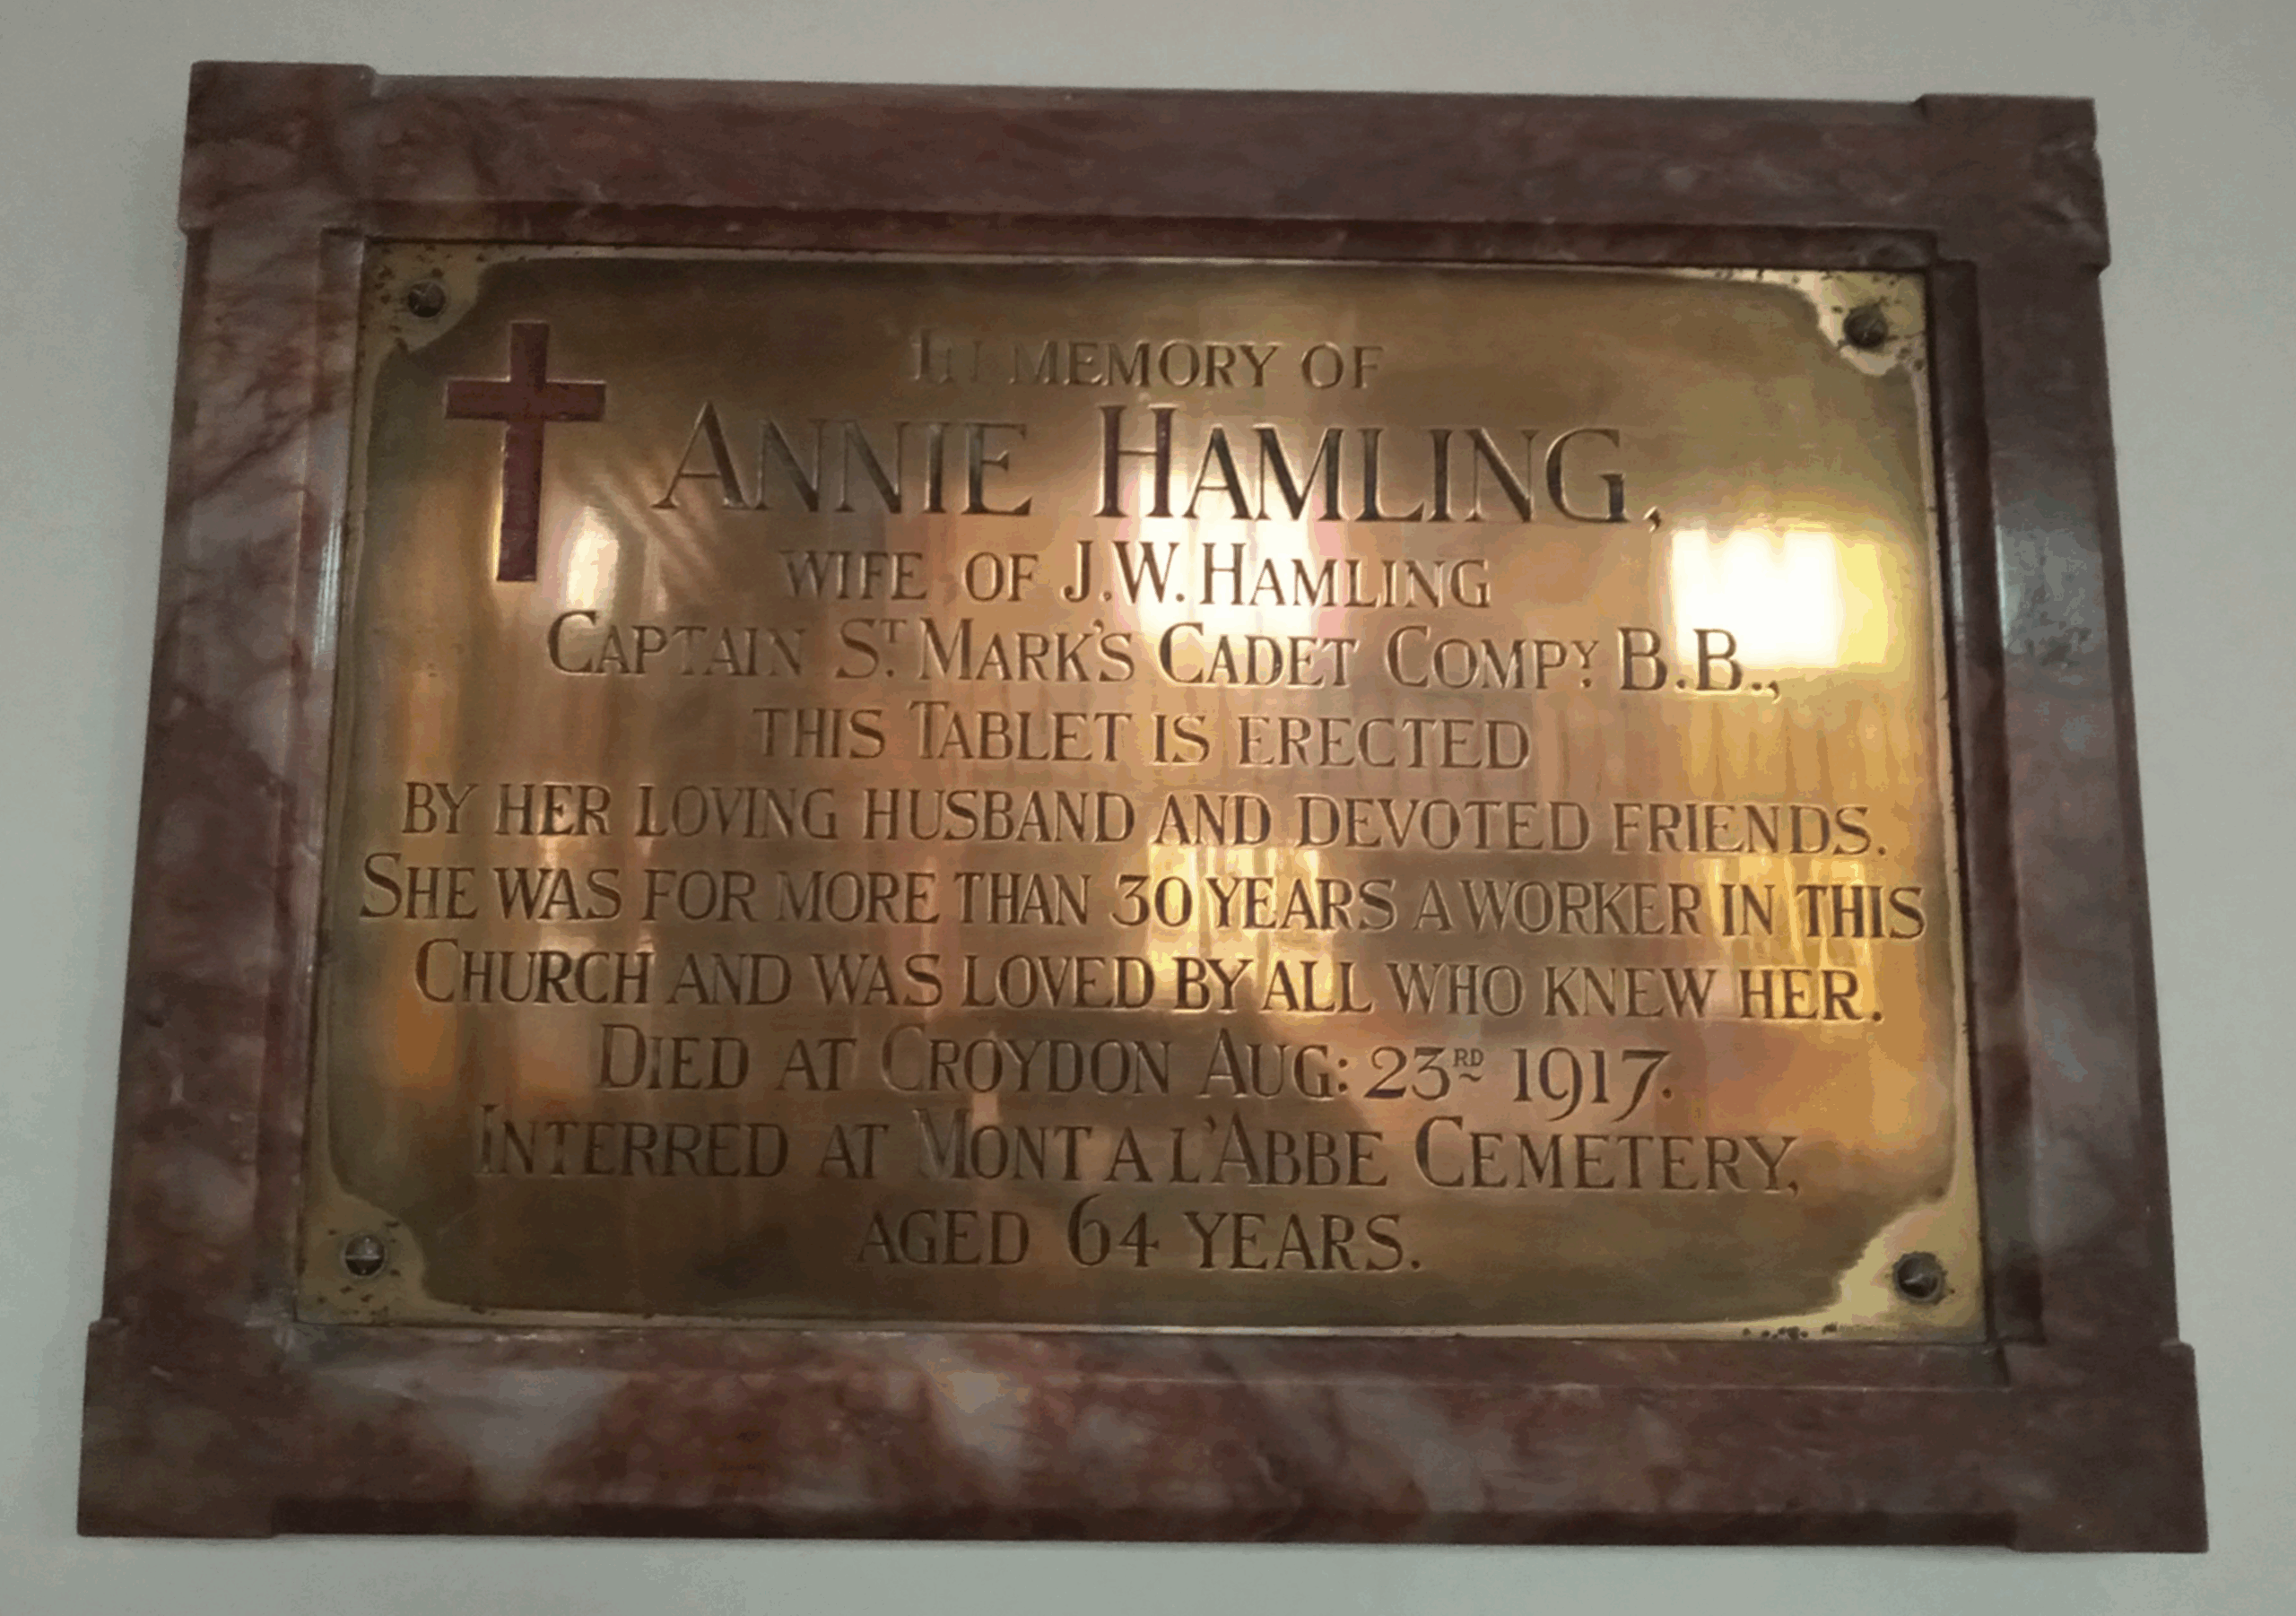 IN MEMORY OF
ANNIE HAMLING,
WIFE OF J.W. HAMLING
CAPTAIN ST. MARK'S CADET COMPY. B.B.,
THIS TABLET IS ERECTED
BY HER LOVING HUSBAND AND DEVOTED FRIENDS.
SHE WAS FOR MORE THAN 30 YEARS A WORKER IN THIS
CHURCH AND WAS LOVED BY ALL WHO KNEW HER.
DIED AT CROYDON AUG: 23RD 1917.
INTERRED AT MONT A L'ABBE CEMETERY,
AGED 64 YEARS.